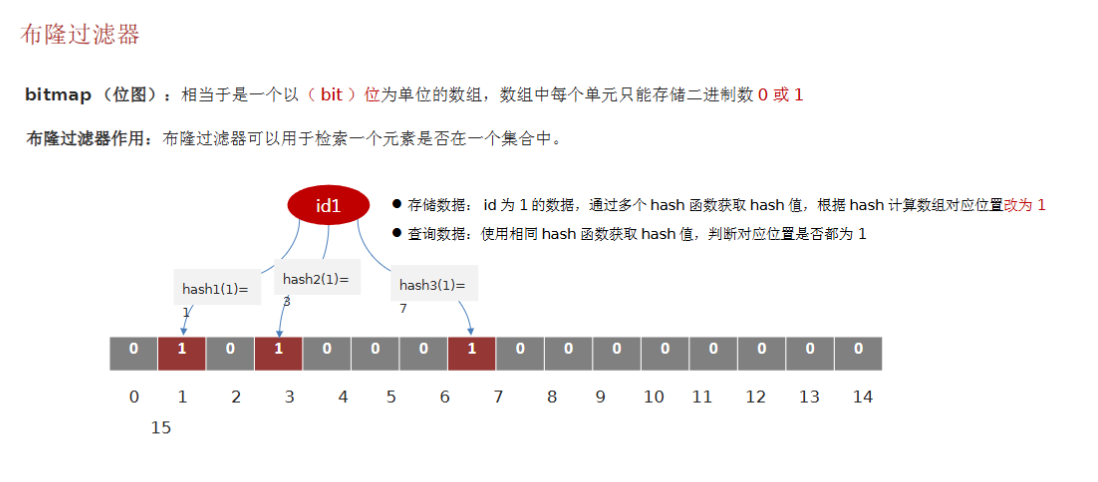 布隆过滤器
bitmap （位图）：相当于是一个以（ bit ）位为单位的数组，数组中每个单元只能存储二进制数 0 或 1
布隆过滤器作用：布隆过滤器可以用于检索一个元素是否在一个集合中。
id1
● 存储数据： id 为 1 的数据，通过多个 hash 函数获取 hash 值，根据 hash 计算数组对应位置改为 1
● 查询数据：使用相同 hash 函数获取 hash 值，判断对应位置是否都为 1
hash1(1)=
1
hash2(1)=
3
hash3(1)=
7
0 1 0 1 0 0 0 1 0 0 0 0 0 0 0 0
0 1 2 3 4 5 6 7 8 9 10 11 12 13 14
15